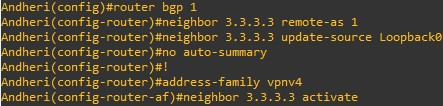 Andheri(config)#router bgp 1
Andheri(config-router)#neighbor 3.3.3.3 remote-as 1
Andheri(config-router)#neighbor 3.3.3.3 update-source Loopback0
Andheri(config-router)#no auto-summary
Andheri(config-router)#!
Andheri(config-router)#address-family vpnv4
Andheri(config-router-af)#neighbor 3.3.3.3 activate